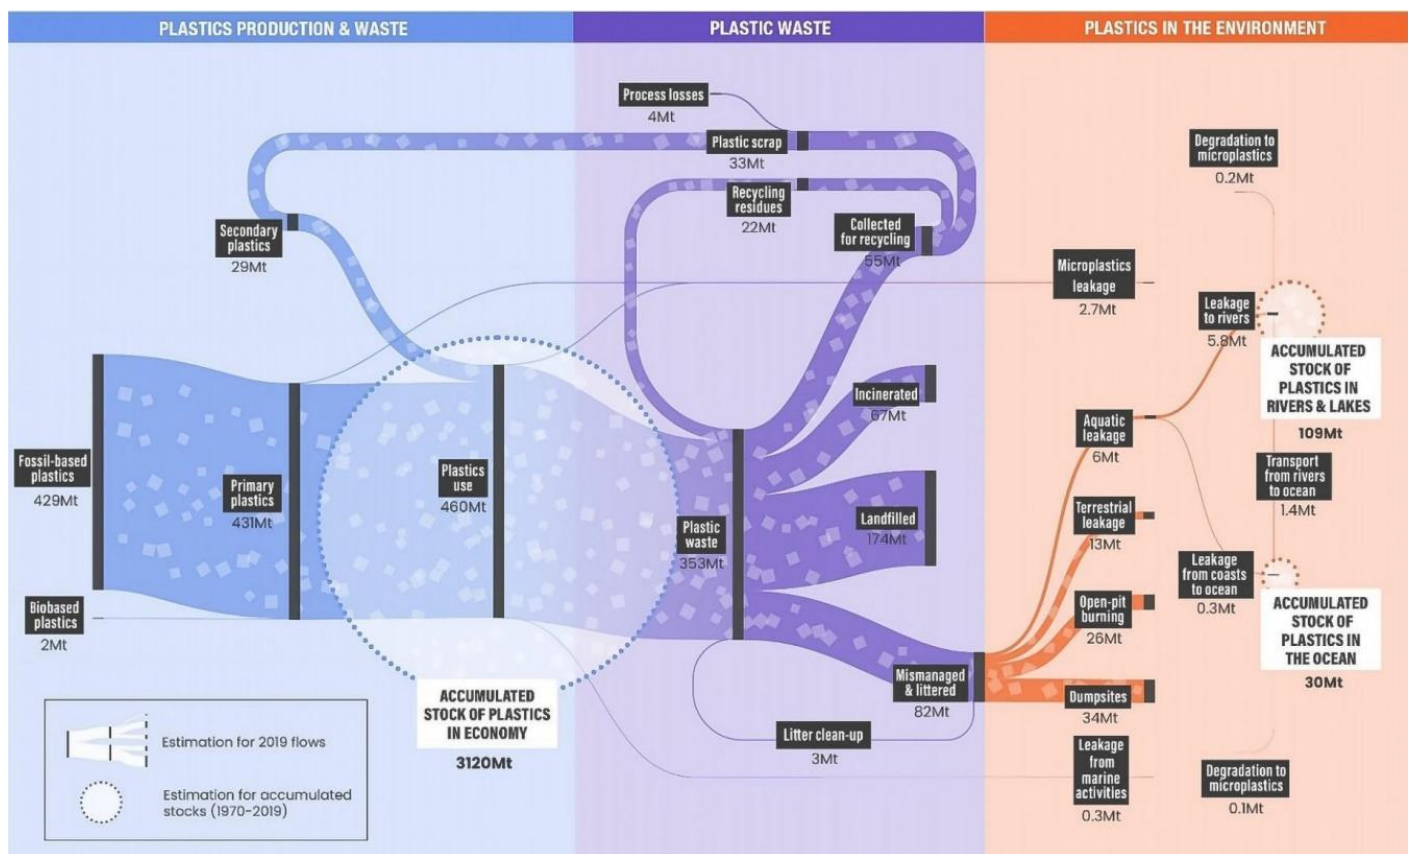 PLASTICS PRODUCTION & WASTE
PLASTIC WASTE
PLASTICS IN THE ENVIRONMENT
Process losses
4Mt
Plastic scrap
33Mt
Recycling
residues
22Mt
Collected
for recycling
55Mt
Secondary
plastics
29Mt
Degradation to
microplastics
0.2Mt
Microplastics
leakage
2.7Mt
Leakage
to rivers
5.8Mt
ACCUMULATED
STOCK OF
PLASTICS IN
RIVERS & LAKES
109Mt
Incinerated
67Mt
Aquatic
leakage
6Mt
Fossil-based
plastics
429Mt
Primary
plastics
431Mt
Plastics
use
460Mt
Plastic
waste
353Mt
Landfilled
174Mt
Terrestrial
leakage
13Mt
Transport
from rivers
to ocean
1.4Mt
Leakage
from coasts
to ocean
0.3Mt
Biobased
plastics
2Mt
Open-pit
burning
26Mt
ACCUMULATED
STOCK OF
PLASTICS IN
THE OCEAN
30Mt
ACCUMULATED
STOCK OF PLASTICS
IN ECONOMY
3120Mt
Mismanaged
& littered
82Mt
Dumpsites
34Mt
Litter clean-up
3Mt
Leakage
from
marine
activities
0.3Mt
Degradation to
microplastics
0.1Mt
Estimation for 2019 flows
Estimation for accumulated
stocks (1970-2019)